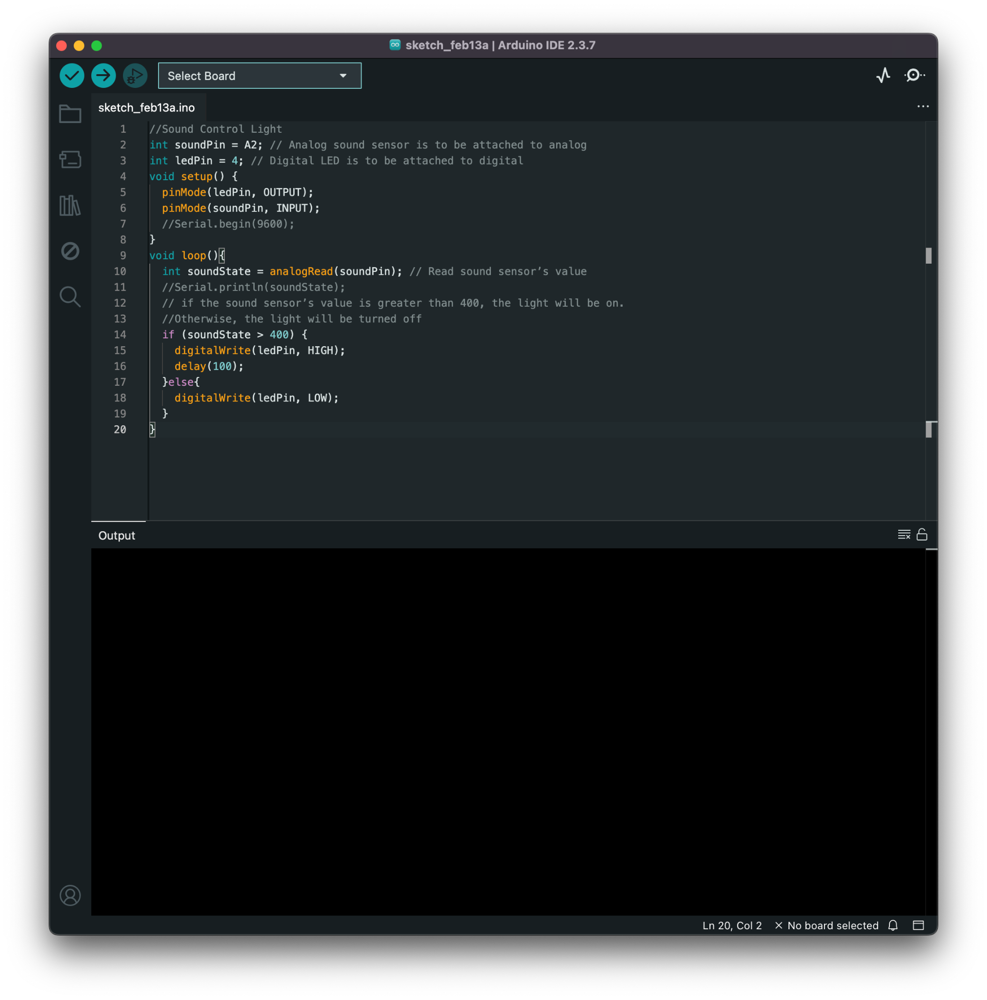 sketch_feb13a | Arduino IDE 2.3.7
Select Board
sketch_feb13a.ino
1 //Sound Control Light
2 int soundPin = A2; // Analog sound sensor is to be attached to analog
3 int ledPin = 4; // Digital LED is to be attached to digital
4 void setup() {
5 pinMode(ledPin, OUTPUT);
6 pinMode(soundPin, INPUT);
7 //Serial.begin(9600);
8 }
9 void loop(){
10 int soundState = analogRead(soundPin); // Read sound sensor’s value
11 //Serial.println(soundState);
12 // if the sound sensor’s value is greater than 400, the light will be on.
13 //Otherwise, the light will be turned off
14 if (soundState > 400) {
15 digitalWrite(ledPin, HIGH);
16 delay(100);
17 }else{
18 digitalWrite(ledPin, LOW);
19 }
20 }
Output
Ln 20, Col 2 × No board selected